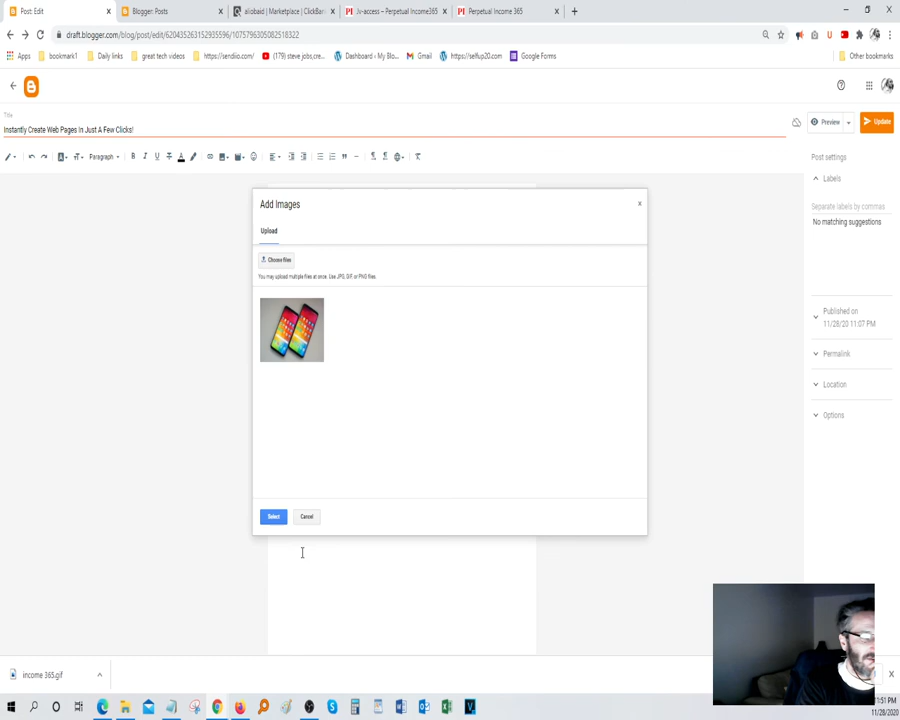 Post: Edit
Blogger: Posts
aliobaid | Marketplace | ClickBan
Jv-access – Perpetual Income365
Perpetual Income 365
draft.blogger.com/blog/post/edit/6204352631529355596/1075796305082518322
Apps
bookmark1
Daily links
great tech videos
https://sendiio.com/
(179) steve jobs,cre...
Dashboard ‹ My Blo...
Gmail
https://selfup20.com
Google Forms
Other bookmarks
Title
Instantly Create Web Pages In Just A Few Clicks!
Preview
Update
Paragraph
Post settings
Labels
Separate labels by commas
No matching suggestions
Published on
11/28/20 11:07 PM
Permalink
Location
Options
Add Images
Upload
Choose files
You may upload multiple files at once. Use JPG, GIF, or PNG files.
Select
Cancel
income 365.gif
11/28/2020